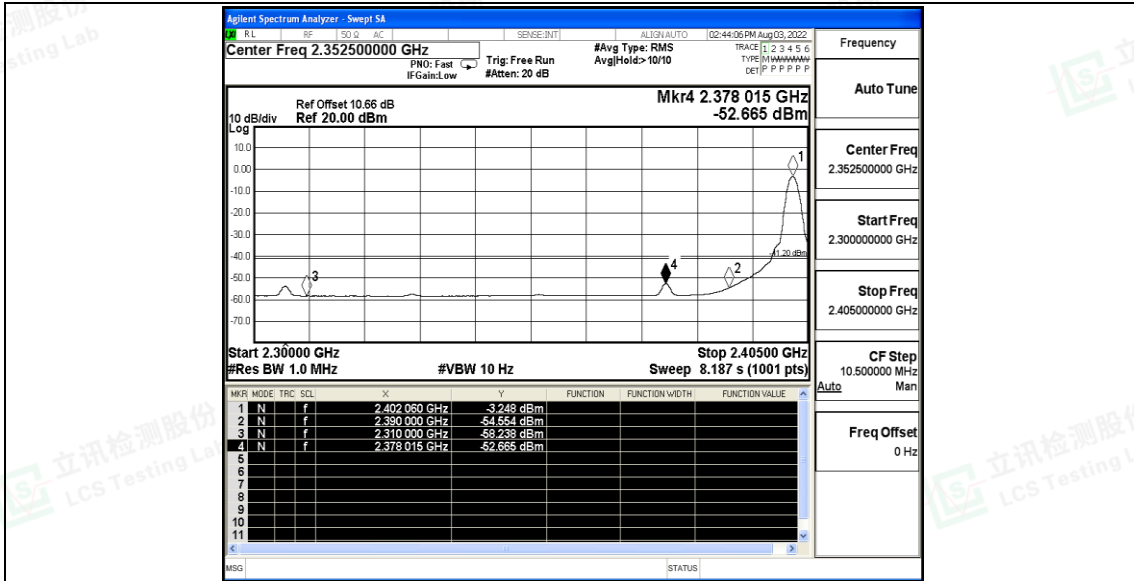 Agilent Spectrum Analyzer - Swept SA
RL RF 50 Ω AC SENSE:INT ALIGN AUTO 02:44:06 PM Aug 03, 2022
Center Freq 2.352500000 GHz
PNO: Fast
IFGain:Low
Trig: Free Run
#Atten: 20 dB
#Avg Type: RMS
Avg|Hold:>10/10
TRACE 1 2 3 4 5 6
TYPE M WWWWW
DET P P P P P P
Ref Offset 10.66 dB
10 dB/div Ref 20.00 dBm
Log
Mkr4 2.378 015 GHz
-52.665 dBm
10.0
0.00
-10.0
-20.0
-30.0
-40.0
-50.0
-60.0
-70.0
1
2
3
4
-41.20 dBm
Start 2.30000 GHz Stop 2.40500 GHz
#Res BW 1.0 MHz #VBW 10 Hz Sweep 8.187 s (1001 pts)
MKR MODE TRC SCL X Y FUNCTION FUNCTION WIDTH FUNCTION VALUE
1 N f 2.402 060 GHz -3.248 dBm
2 N f 2.390 000 GHz -54.554 dBm
3 N f 2.310 000 GHz -58.238 dBm
4 N f 2.378 015 GHz -52.665 dBm
5
6
7
8
9
10
11
MSG STATUS
Frequency
Auto Tune
Center Freq
2.352500000 GHz
Start Freq
2.300000000 GHz
Stop Freq
2.405000000 GHz
CF Step
10.500000 MHz
Auto Man
Freq Offset
0 Hz
立讯检测股份
LCS Testing Lab
立讯检测股份
LCS Testing L